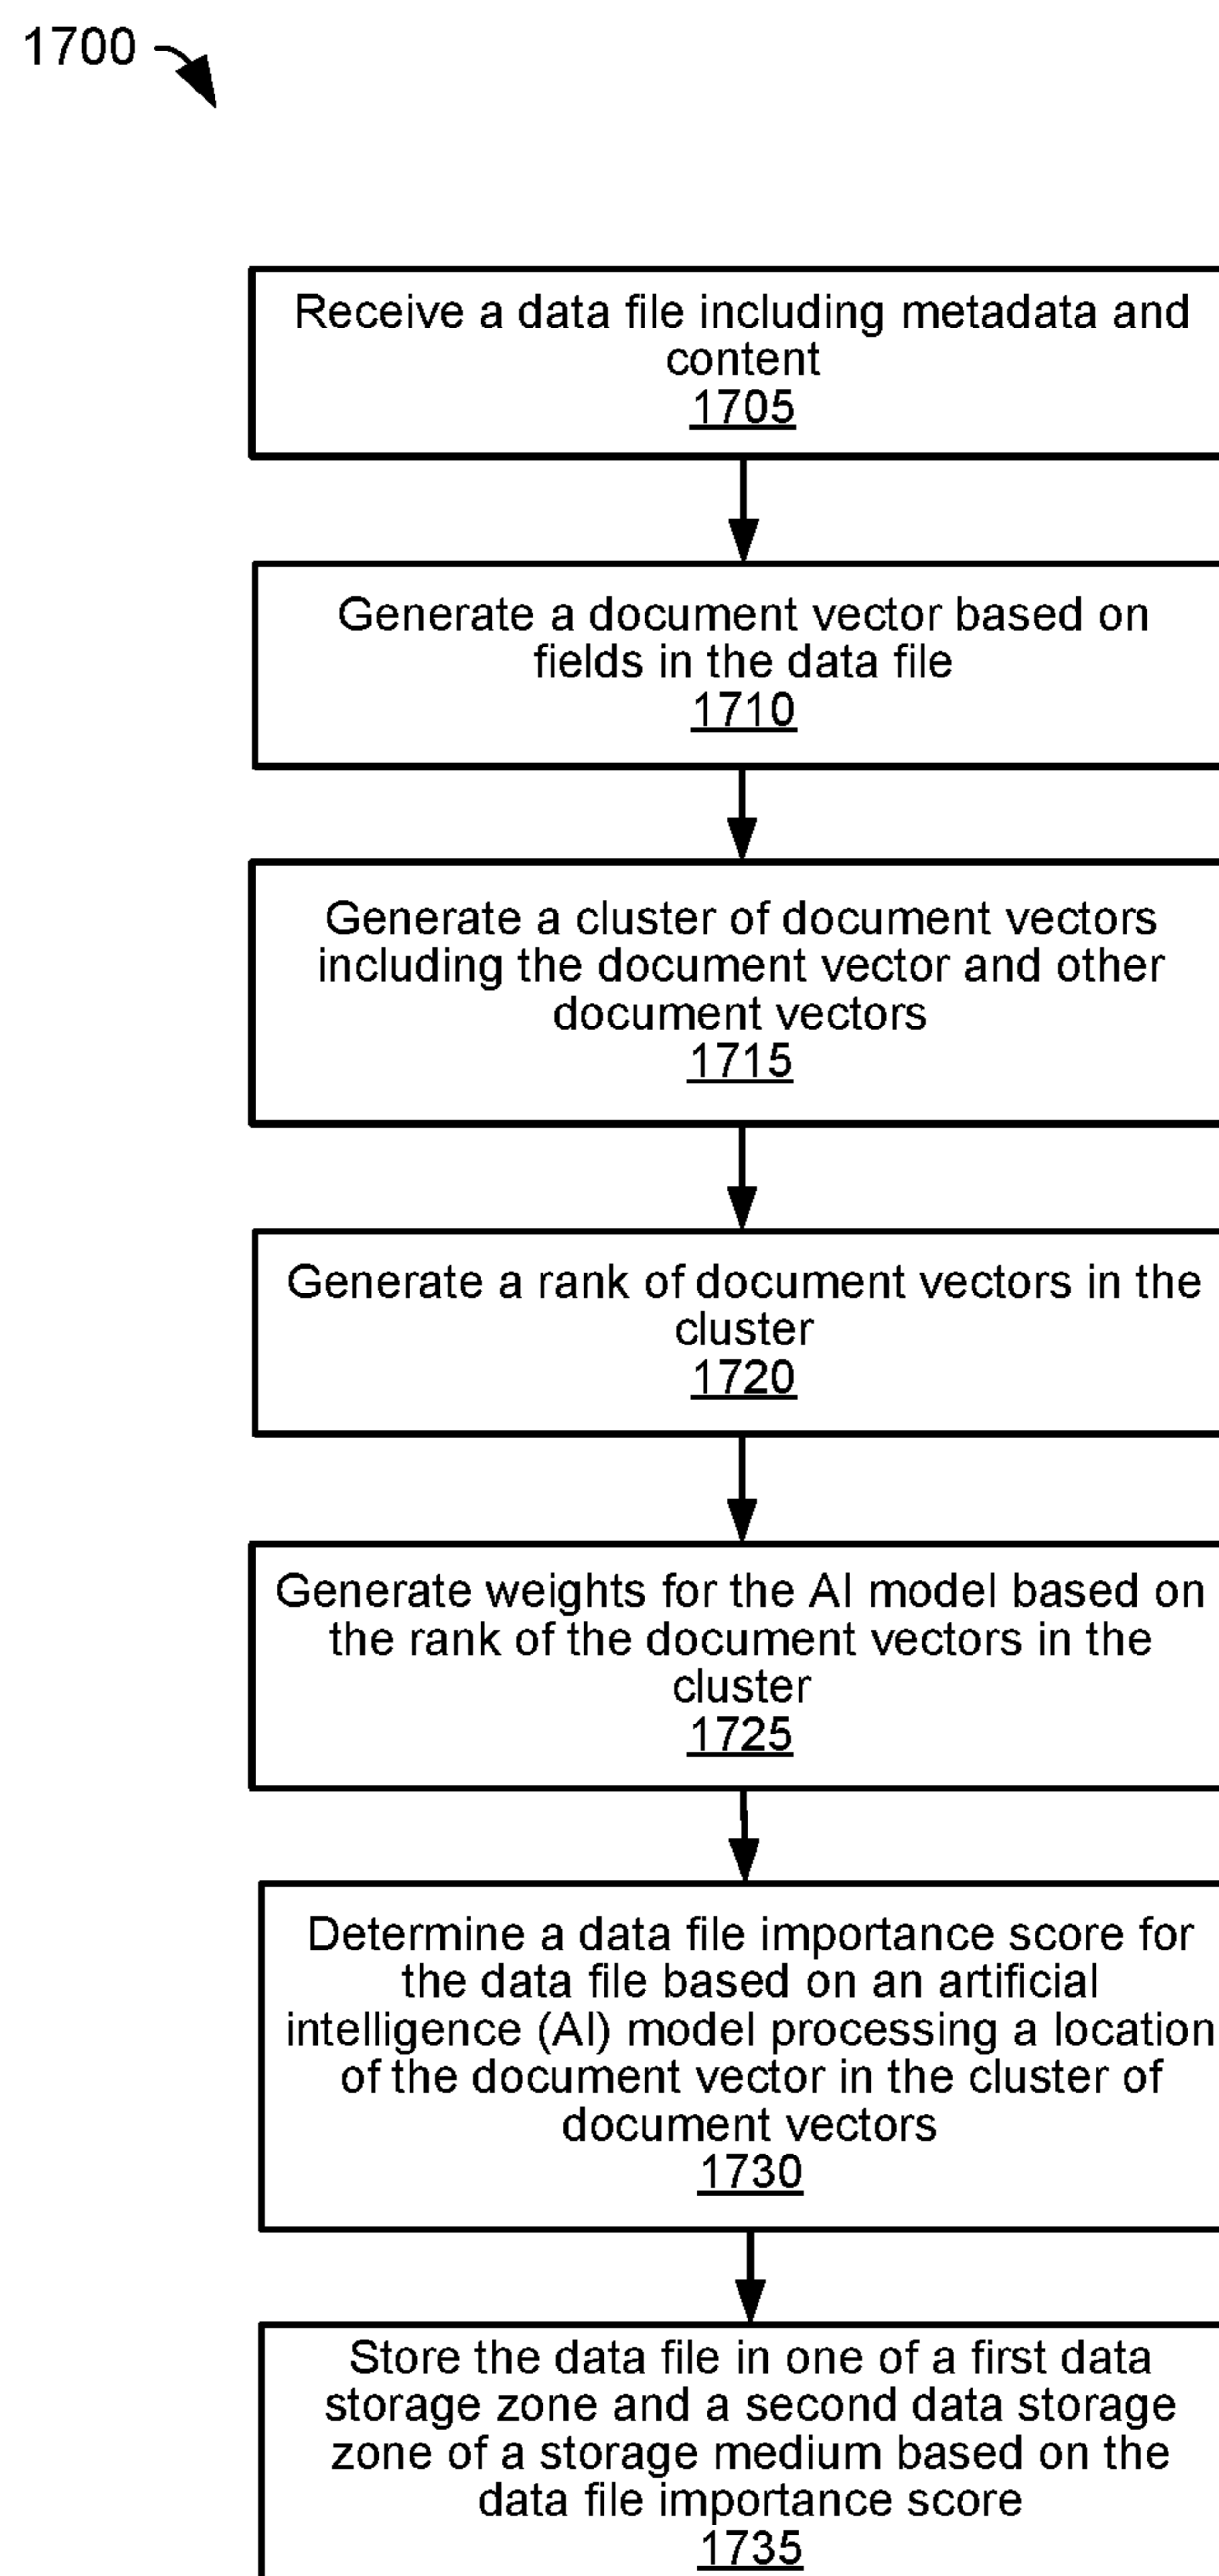 1700
Receive a data file including metadata and
content
1705
Generate a document vector based on
fields in the data file
1710
Generate a cluster of document vectors
including the document vector and other
document vectors
1715
Generate a rank of document vectors in the
cluster
1720
Generate weights for the AI model based on
the rank of the document vectors in the
cluster
1725
Determine a data file importance score for
the data file based on an artificial
intelligence (AI) model processing a location
of the document vector in the cluster of
document vectors
1730
Store the data file in one of a first data
storage zone and a second data storage
zone of a storage medium based on the
data file importance score
1735